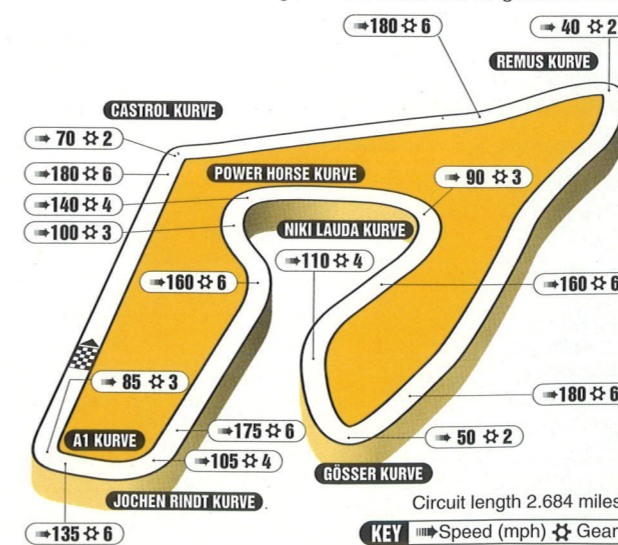 180 6
40 2
REMUS KURVE
CASTROL KURVE
70 2
180 6
POWER HORSE KURVE
90 3
140 4
100 3
NIKI LAUDA KURVE
110 4
160 6
160 6
85 3
180 6
A1 KURVE
175 6
50 2
105 4
GÖSSER KURVE
JOCHEN RINDT KURVE
Circuit length 2.684 miles
135 6
KEY Speed (mph) Gear